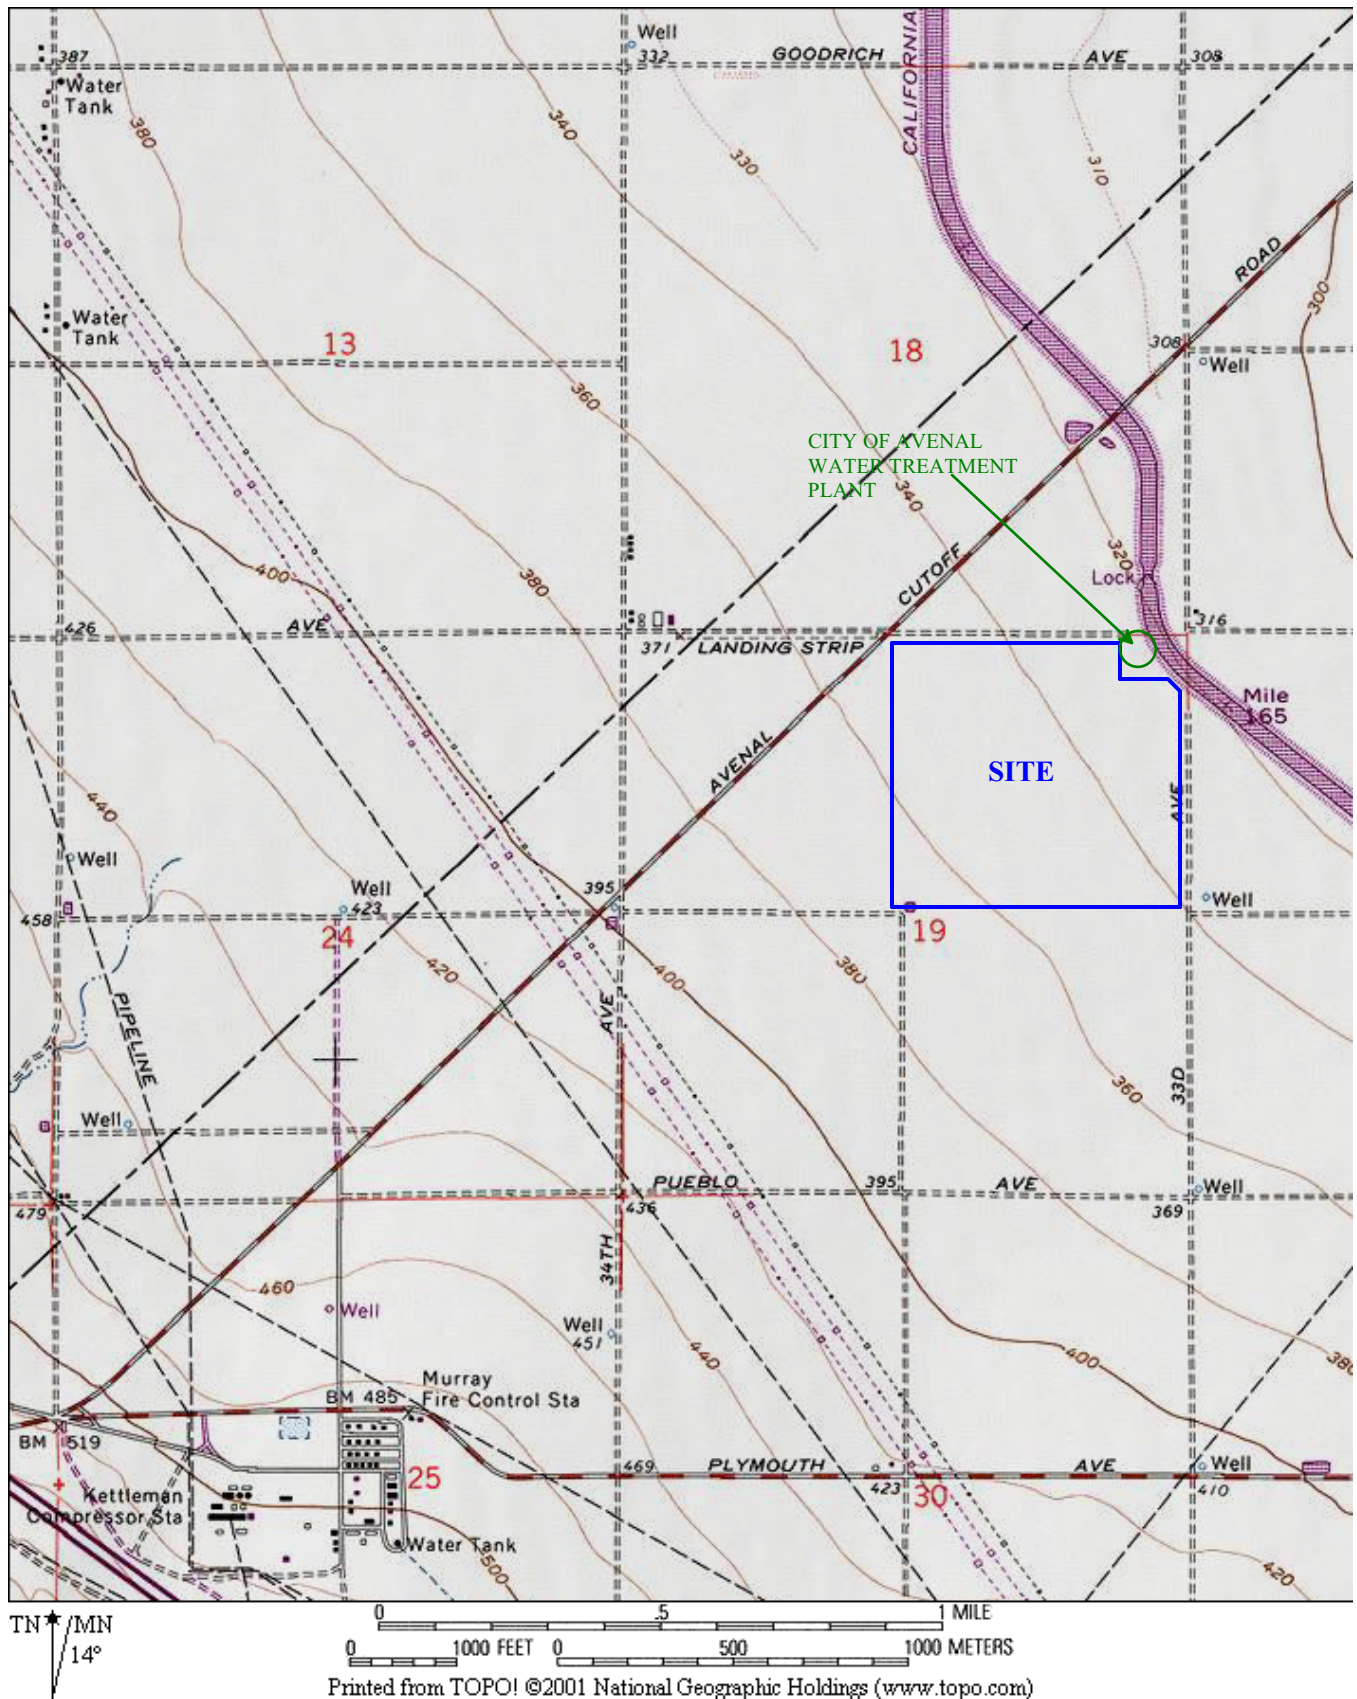 Well
387
332
GOODRICH
AVE
308
CALIFORNIA
Water
Tank
380
340
330
310
ROAD
300
Water
Tank
13
18
308
Well
360
CITY OF AVENAL
WATER TREATMENT
PLANT
340
400
380
CUTOFF
320
Lock
426
AVE
371
LANDING STRIP
316
Mile
165
AVENAL
SITE
AVE
440
Well
Well
423
395
Well
458
24
19
420
400
380
PIPELINE
AVE
360
33D
Well
PUEBLO
395
AVE
Well
479
436
369
34TH
460
Well
Well
451
440
400
380
Murray
Fire Control Sta
BM 485
BM 519
469
PLYMOUTH
AVE
Well
25
423
30
410
Kettleman
Compressor Sta
Water Tank
500
420
TN
MN
14°
0 .5 1 MILE
0 1000 FEET 0 500 1000 METERS
Printed from TOPO! ©2001 National Geographic Holdings (www.topo.com)